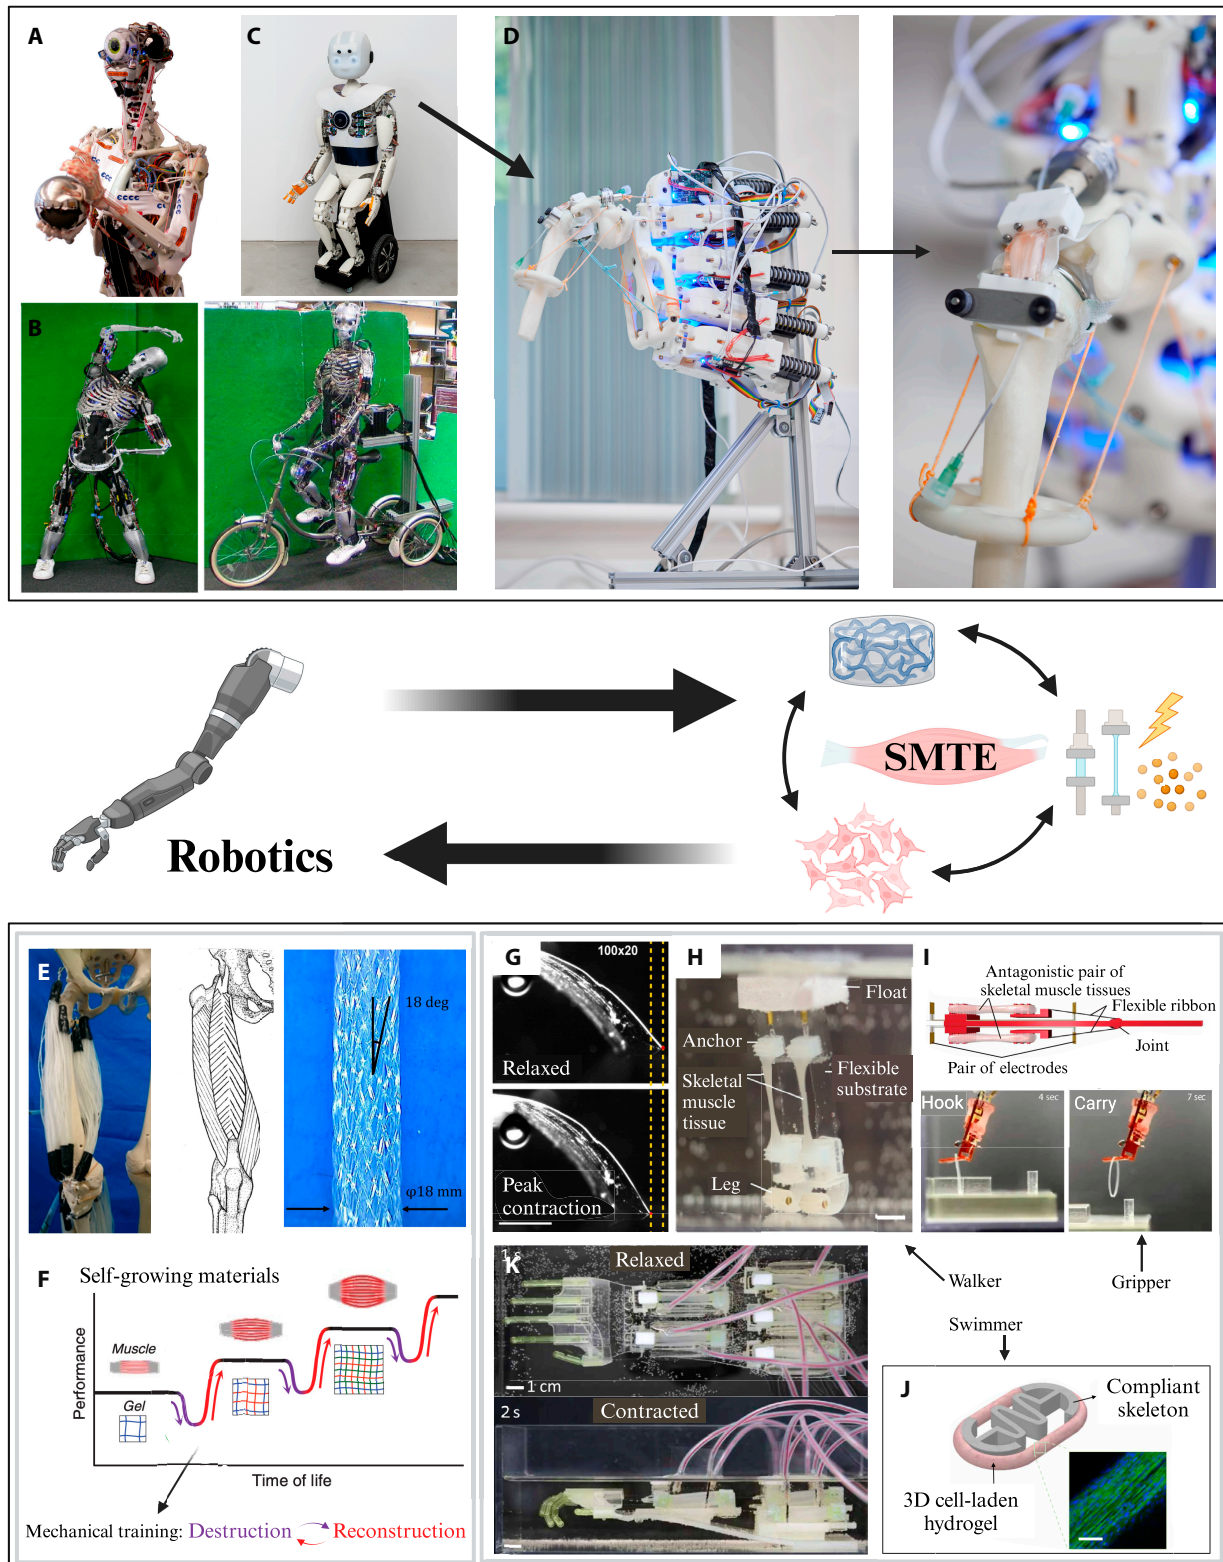 A
C
D
B
SMTE
Robotics
E
18 deg
φ18 mm
F
Self-growing materials
Performance
Muscle
Gel
Time of life
Mechanical training: Destruction Reconstruction
G
100x20
Relaxed
Peak
contraction
H
Float
Anchor
Skeletal
muscle
tissue
Flexible
substrate
Leg
I
Antagonistic pair of
skeletal muscle tissues
Flexible ribbon
Joint
Pair of electrodes
Hook
4 sec
Carry
7 sec
Walker
Gripper
Swimmer
K
1 s
Relaxed
1 cm
2 s
Contracted
J
Compliant
skeleton
3D cell-laden
hydrogel